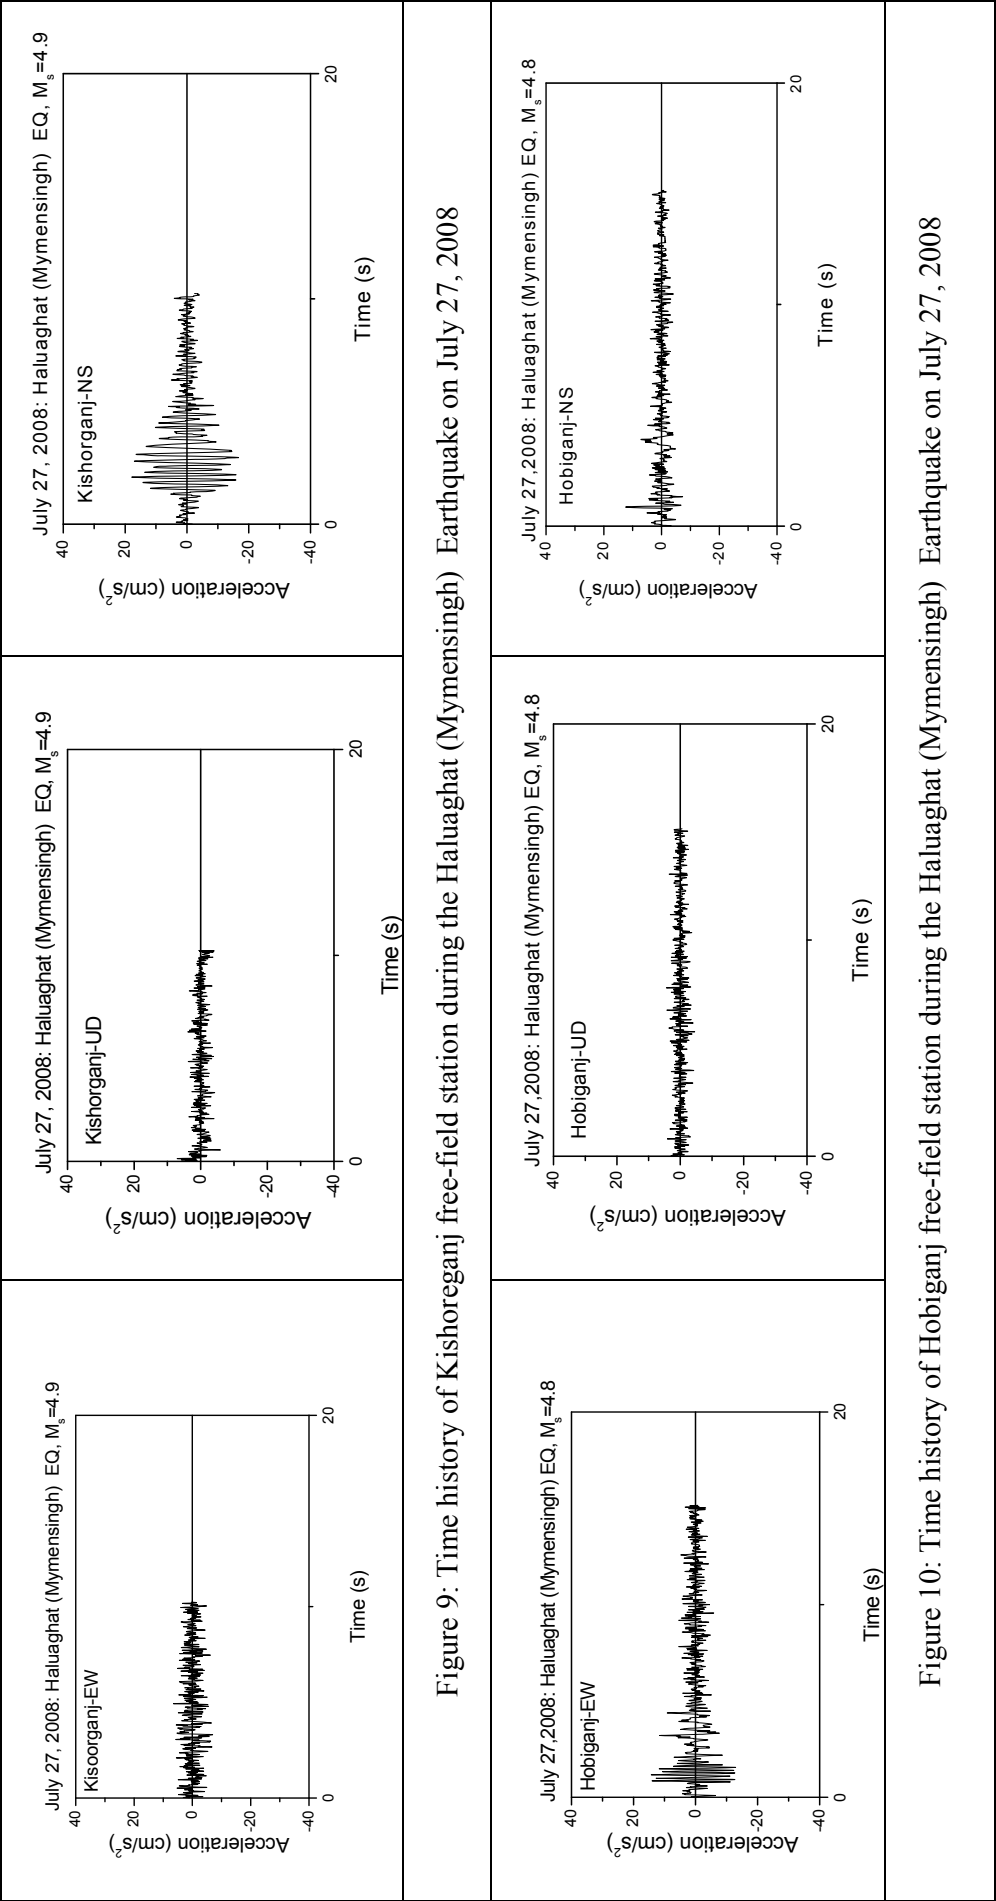 July 27, 2008: Haluaghat (Mymensingh) EQ, Ms=4.9
Kisoorganj-EW
40
20
0
-20
-40
Acceleration (cm/s2)
0
20
Time (s)
July 27, 2008: Haluaghat (Mymensingh) EQ, Ms=4.9
Kishorganj-UD
40
20
0
-20
-40
Acceleration (cm/s2)
0
20
Time (s)
July 27, 2008: Haluaghat (Mymensingh) EQ, Ms=4.9
Kishorganj-NS
40
20
0
-20
-40
Acceleration (cm/s2)
0
20
Time (s)
Figure 9: Time history of Kishoreganj free-field station during the Haluaghat (Mymensingh) Earthquake on July 27, 2008
July 27,2008: Haluaghat (Mymensingh) EQ, Ms=4.8
Hobiganj-EW
40
20
0
-20
-40
Acceleration (cm/s2)
0
20
Time (s)
July 27,2008: Haluaghat (Mymensingh) EQ, Ms=4.8
Hobiganj-UD
40
20
0
-20
-40
Acceleration (cm/s2)
0
20
Time (s)
July 27,2008: Haluaghat (Mymensingh) EQ, Ms=4.8
Hobiganj-NS
40
20
0
-20
-40
Acceleration (cm/s2)
0
20
Time (s)
Figure 10: Time history of Hobiganj free-field station during the Haluaghat (Mymensingh) Earthquake on July 27, 2008